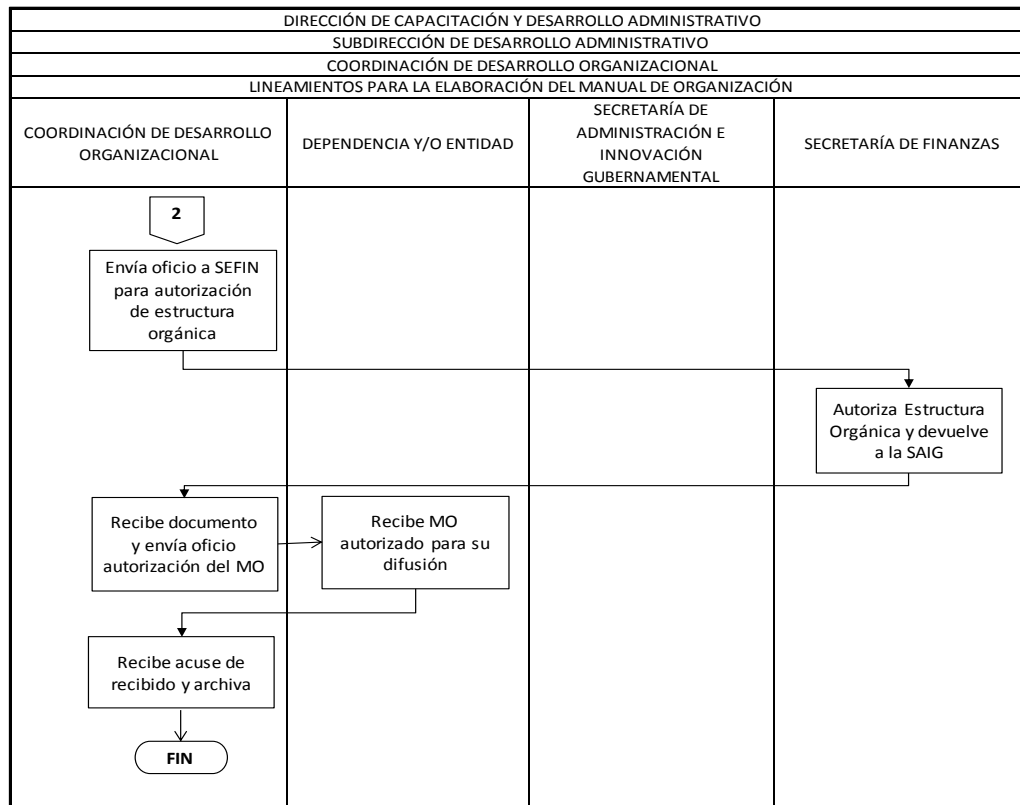 DIRECCIÓN DE CAPACITACIÓN Y DESARROLLO ADMINISTRATIVO
SUBDIRECCIÓN DE DESARROLLO ADMINISTRATIVO
COORDINACIÓN DE DESARROLLO ORGANIZACIONAL
LINEAMIENTOS PARA LA ELABORACIÓN DEL MANUAL DE ORGANIZACIÓN
COORDINACIÓN DE DESARROLLO
ORGANIZACIONAL
DEPENDENCIA Y/O ENTIDAD
SECRETARÍA DE
ADMINISTRACIÓN E
INNOVACIÓN
GUBERNAMENTAL
SECRETARÍA DE FINANZAS
2
Envía oficio a SEFIN
para autorización
de estructura
orgánica
Autoriza Estructura
Orgánica y devuelve
a la SAIG
Recibe documento
y envía oficio
autorización del MO
Recibe MO
autorizado para su
difusión
Recibe acuse de
recibido y archiva
FIN